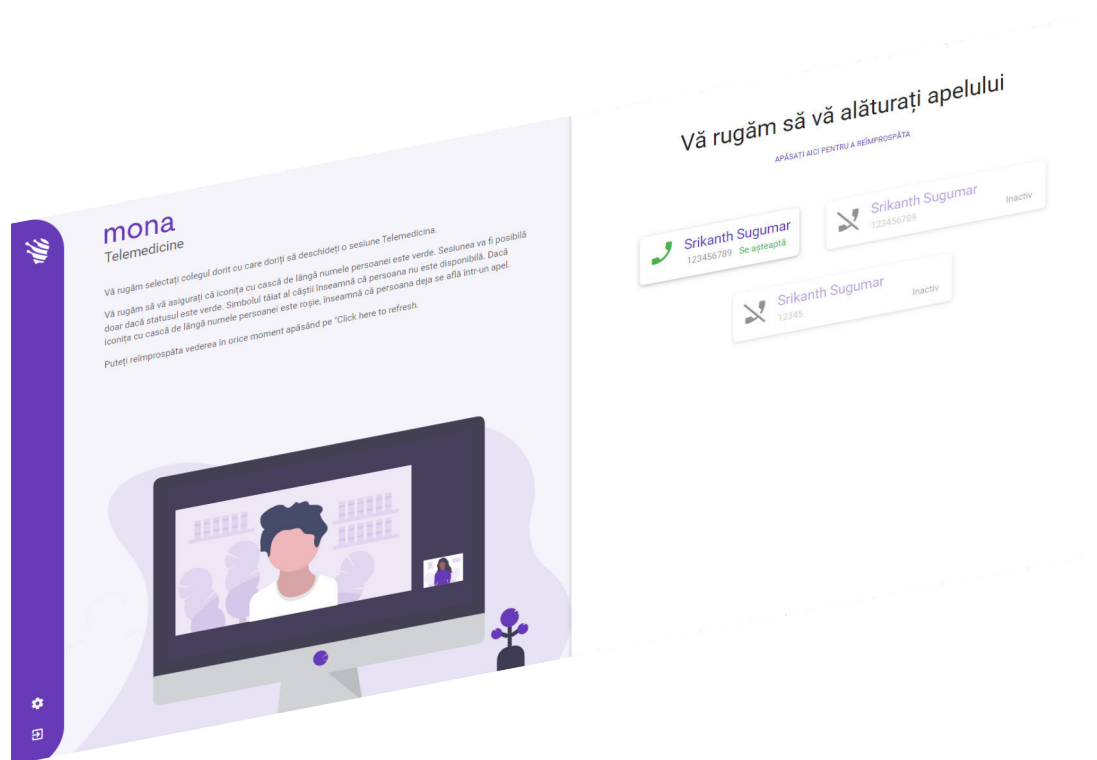 mona
Telemedicine
Vă rugăm selectați colegul dorit cu care doriți să deschideți o sesiune Telemedicina.
Vă rugăm să vă asigurați că iconița cu cască de lângă numele persoanei este verde. Sesiunea va fi posibilă
doar dacă statusul este verde. Simbolul tăiat al căștii înseamnă că persoana nu este disponibilă. Dacă
iconița cu cască de lângă numele persoanei este roșie, înseamnă că persoana deja se află într-un apel.
Puteți reîmprospăta vederea în orice moment apăsând pe "Click here to refresh.
Vă rugăm să vă alăturați apelului
APĂSAȚI AICI PENTRU A REÎMPROSPĂTA
Srikanth Sugumar
123456789 Se așteaptă
Srikanth Sugumar
123456789 Inactiv
Srikanth Sugumar
12345 Inactiv